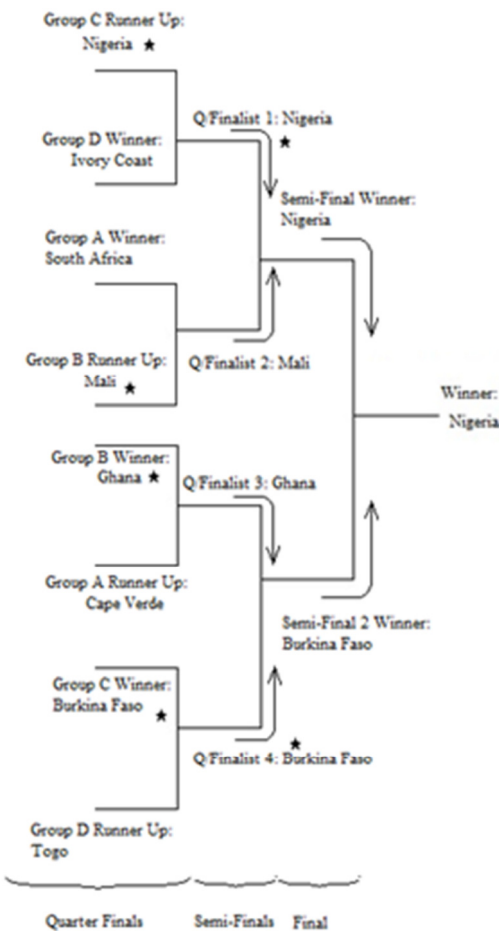 Group C Runner Up:
Nigeria
Q/Finalist 1: Nigeria
Group D Winner:
Ivory Coast
Semi-Final Winner:
Nigeria
Group A Winner:
South Africa
Group B Runner Up:
Mali
Q/Finalist 2: Mali
Winner:
Nigeria
Group B Winner:
Ghana
Q/Finalist 3: Ghana
Group A Runner Up:
Cape Verde
Semi-Final 2 Winner:
Burkina Faso
Group C Winner:
Burkina Faso
Q/Finalist 4: Burkina Faso
Group D Runner Up:
Togo
Quarter Finals Semi-Finals Final